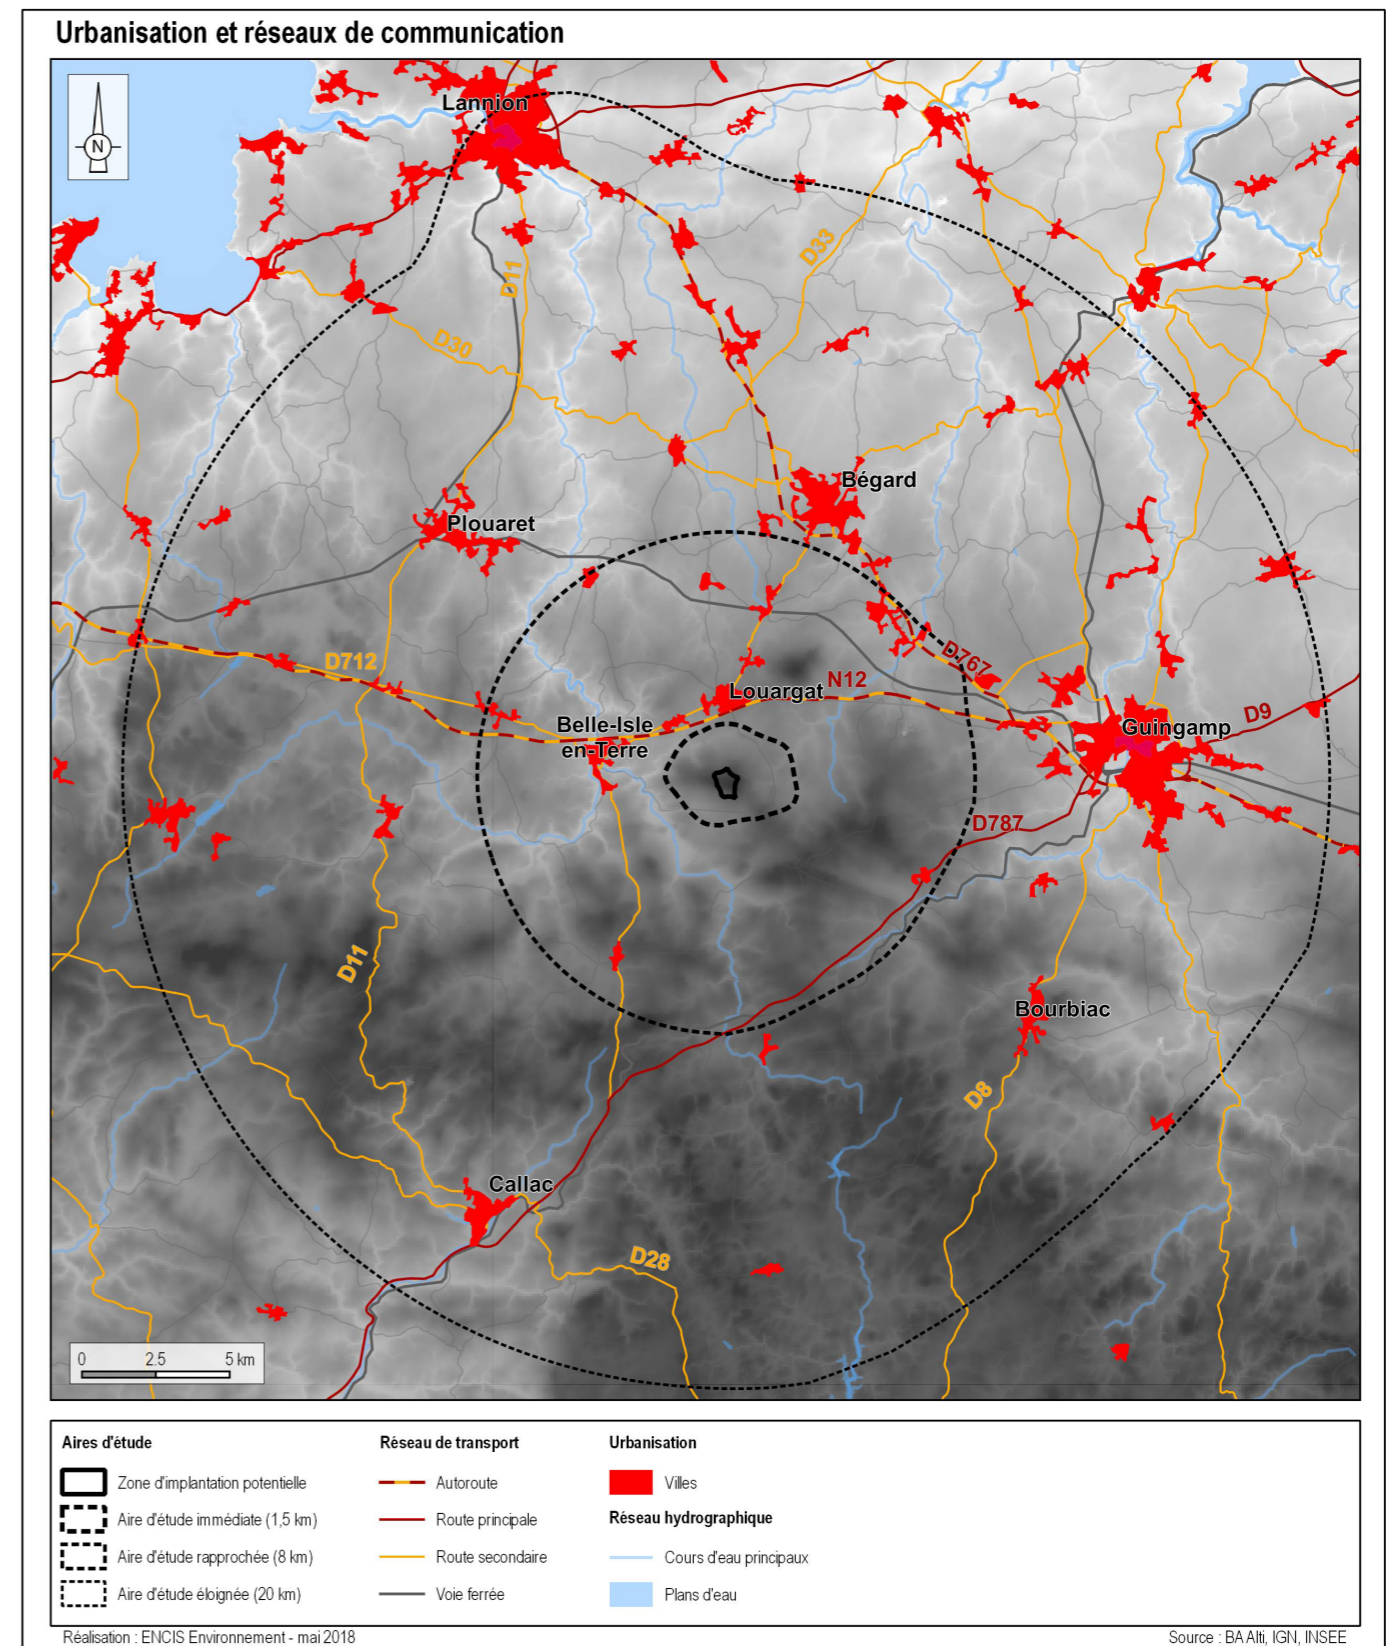 Urbanisation et réseaux de communication
N
Lannion
D33
D11
D30
Bégard
Plouaret
D767
D712
N12
Louargat
D9
Belle-Isle
en-Terre
Guingamp
D787
D11
Bourbiac
D8
Callac
D28
0 2.5 5 km
Aires d'étude
Zone d'implantation potentielle
Aire d'étude immédiate (1,5 km)
Aire d'étude rapprochée (8 km)
Aire d'étude éloignée (20 km)
Réseau de transport
Autoroute
Route principale
Route secondaire
Voie ferrée
Urbanisation
Villes
Réseau hydrographique
Cours d'eau principaux
Plans d'eau
Réalisation : ENCIS Environnement - mai 2018
Source : BA Alti, IGN, INSEE